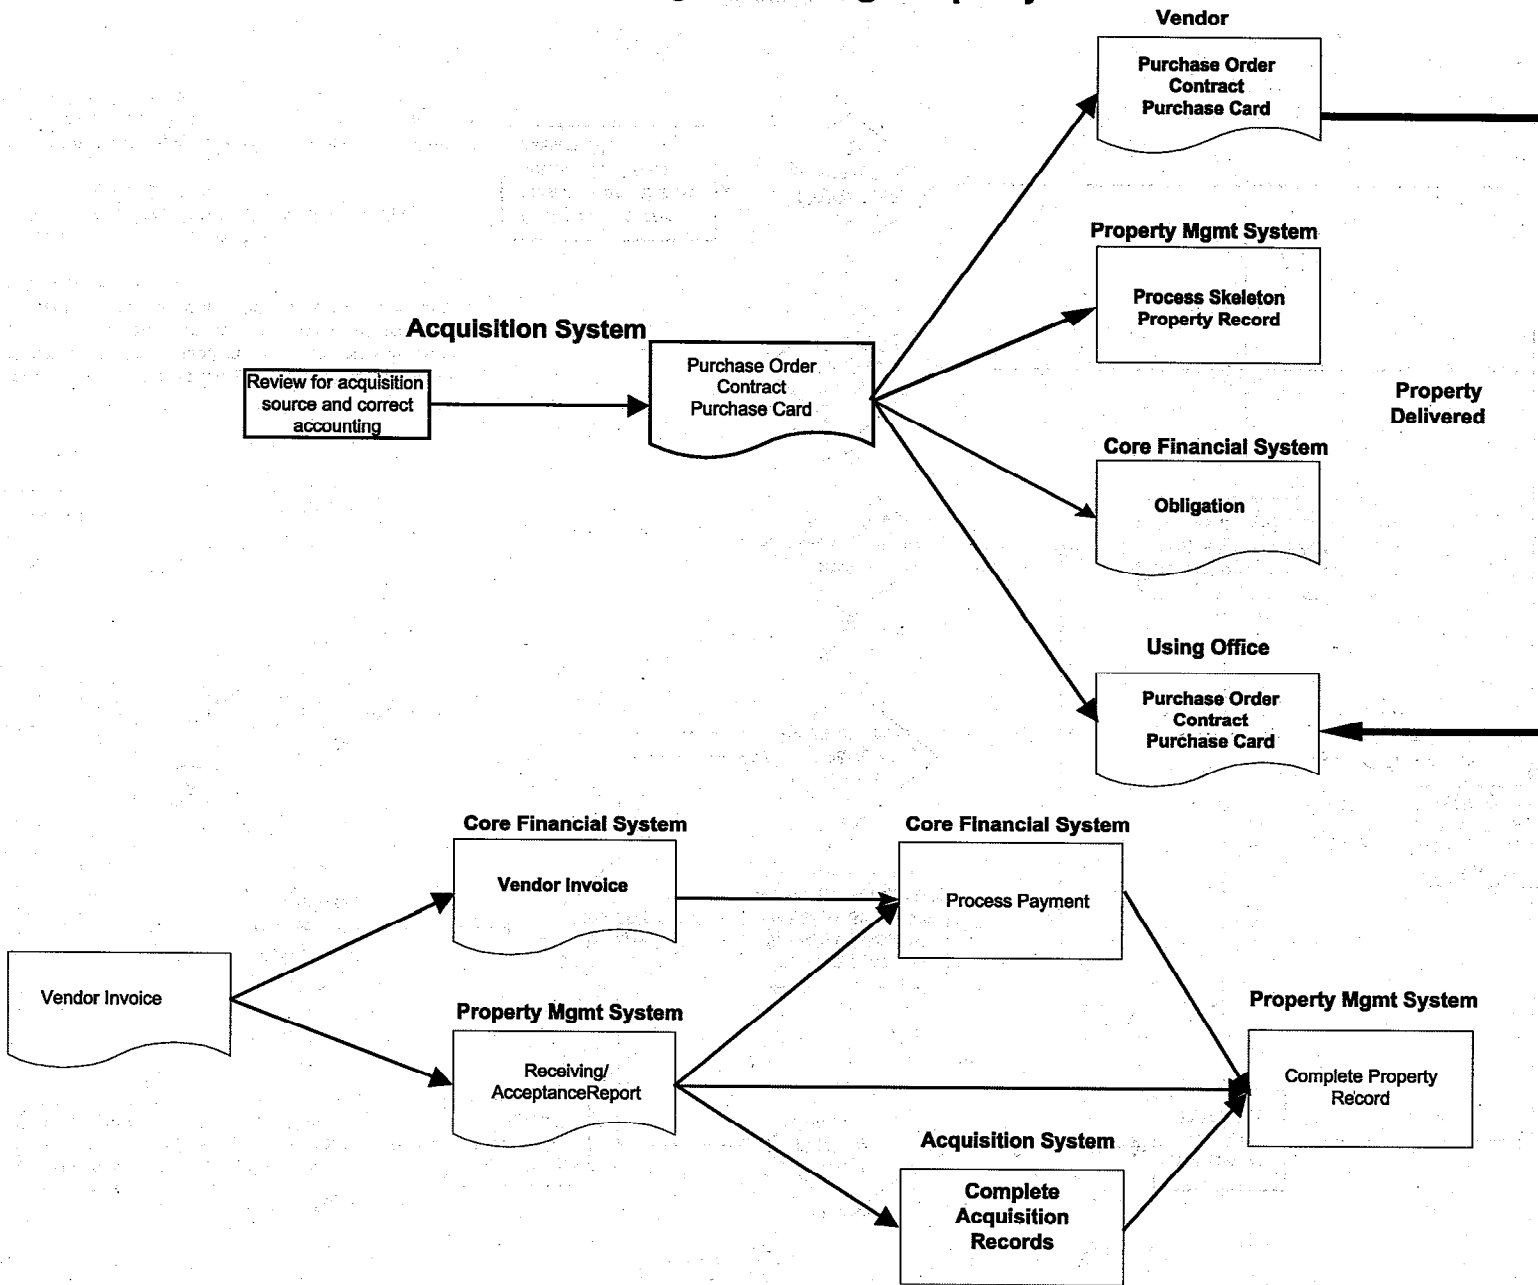 Vendor
Purchase Order
Contract
Purchase Card
Property Mgmt System
Process Skeleton
Property Record
Acquisition System
Review for acquisition
source and correct
accounting
Purchase Order
Contract
Purchase Card
Property
Delivered
Core Financial System
Obligation
Using Office
Purchase Order
Contract
Purchase Card
Core Financial System
Vendor Invoice
Core Financial System
Process Payment
Vendor Invoice
Property Mgmt System
Receiving/
AcceptanceReport
Property Mgmt System
Complete Property
Record
Acquisition System
Complete
Acquisition
Records